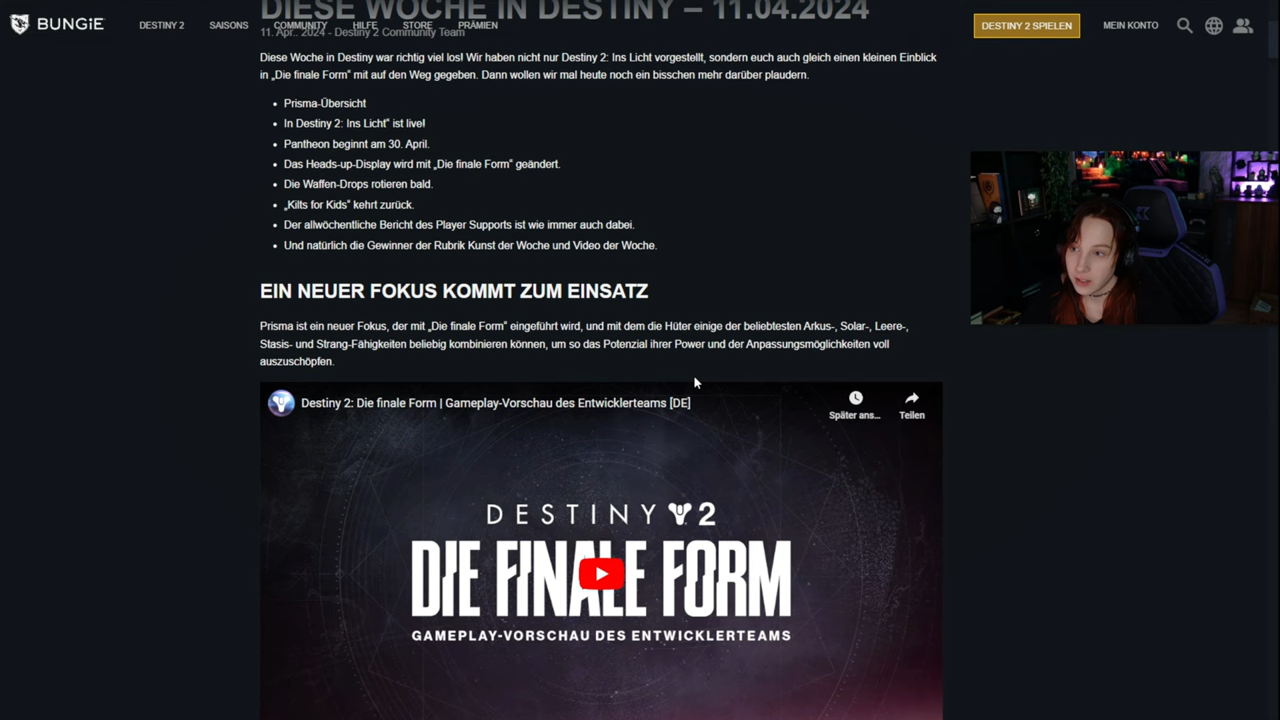 DIESE WOCHE IN DESTINY – 11.04.2024
BUNGiE
DESTINY 2
SAISONS
COMMUNITY
HILFE
STORE
PRÄMIEN
DESTINY 2 SPIELEN
MEIN KONTO
11. Apr.. 2024 - Destiny 2 Community Team
Diese Woche in Destiny war richtig viel los! Wir haben nicht nur Destiny 2: Ins Licht vorgestellt, sondern euch auch gleich einen kleinen Einblick
in „Die finale Form“ mit auf den Weg gegeben. Dann wollen wir mal heute noch ein bisschen mehr darüber plaudern.
• Prisma-Übersicht
• In Destiny 2: Ins Licht“ ist live!
• Pantheon beginnt am 30. April.
• Das Heads-up-Display wird mit „Die finale Form“ geändert.
• Die Waffen-Drops rotieren bald.
• „Kilts for Kids“ kehrt zurück.
• Der allwöchentliche Bericht des Player Supports ist wie immer auch dabei.
• Und natürlich die Gewinner der Rubrik Kunst der Woche und Video der Woche.
EIN NEUER FOKUS KOMMT ZUM EINSATZ
Prisma ist ein neuer Fokus, der mit „Die finale Form“ eingeführt wird, und mit dem die Hüter einige der beliebtesten Arkus-, Solar-, Leere-,
Stasis- und Strang-Fähigkeiten beliebig kombinieren können, um so das Potenzial ihrer Power und der Anpassungsmöglichkeiten voll
auszuschöpfen.
Destiny 2: Die finale Form | Gameplay-Vorschau des Entwicklerteams [DE]
Später ans...
Teilen
DESTINY 2
DIE FINALE FORM
GAMEPLAY-VORSCHAU DES ENTWICKLERTEAMS